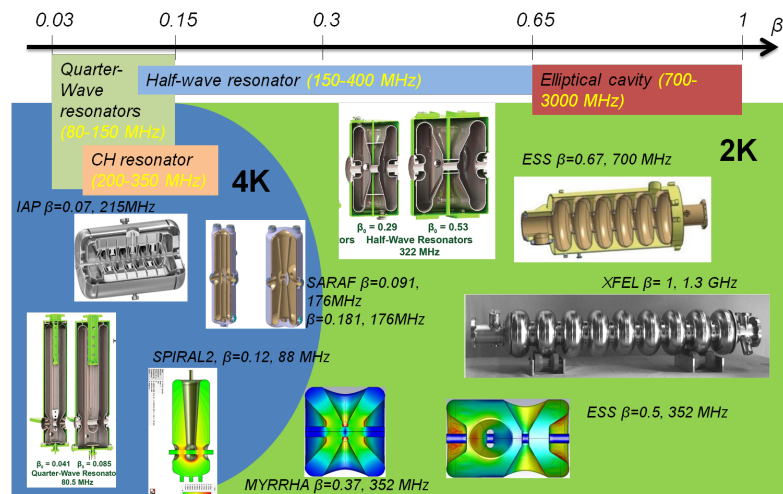 0.03 0.15 0.3 0.65 1 β
Quarter-
Wave
resonators
(80-150 MHz)
Half-wave resonator (150-400 MHz)
Elliptical cavity (700-
3000 MHz)
CH resonator
(200-350 MHz)
4K
2K
IAP β=0.07, 215MHz
β₀ = 0.29 β₀ = 0.53
ors Half-Wave Resonators
322 MHz
ESS β=0.67, 700 MHz
SARAF β=0.091,
176MHz
β=0.181, 176MHz
XFEL β= 1, 1.3 GHz
SPIRAL2, β=0.12, 88 MHz
β₀ = 0.041 β₀ = 0.085
Quarter-Wave Resonato
80.5 MHz
MYRRHA β=0.37, 352 MHz
ESS β=0.5, 352 MHz